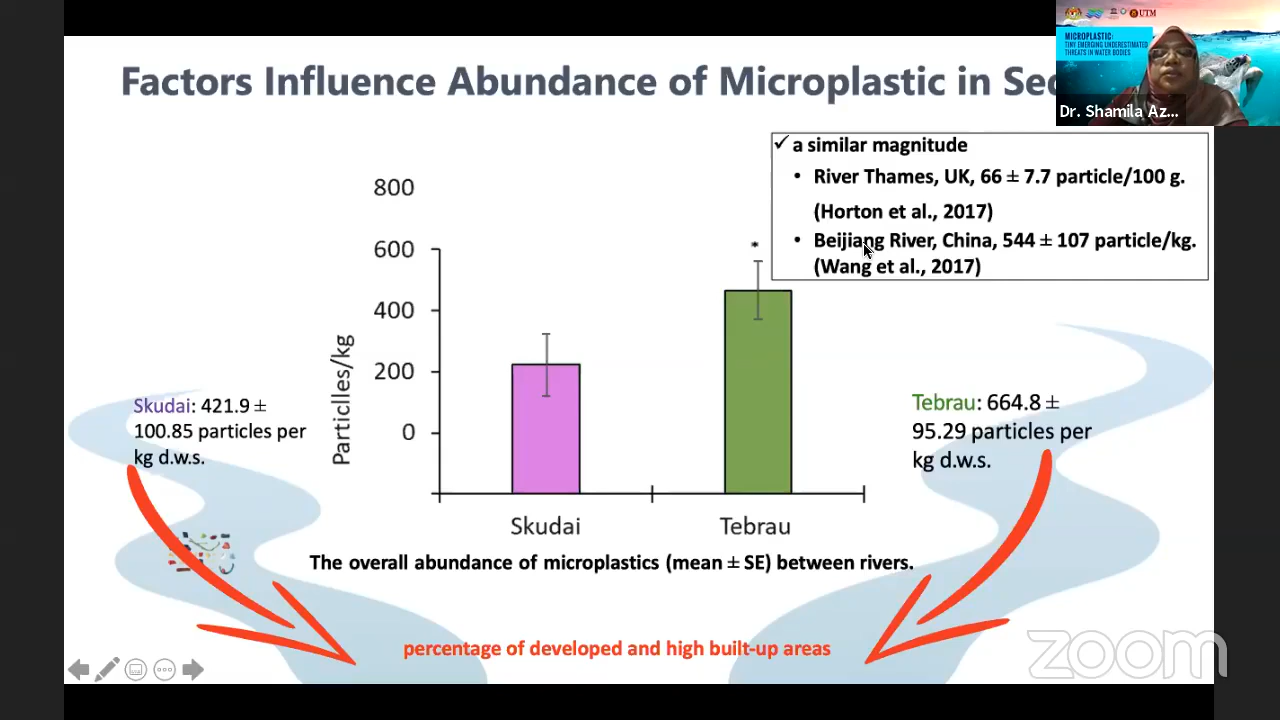 UTM
MICROPLASTIC:
TINY EMERGING UNDERESTIMATED
THREATS IN WATER BODIES
Dr. Shamila Az...
Factors Influence Abundance of Microplastic in Sed
✓ a similar magnitude
• River Thames, UK, 66 ± 7.7 particle/100 g.
(Horton et al., 2017)
• Beijiang River, China, 544 ± 107 particle/kg.
(Wang et al., 2017)
800
600
400
200
0
Particlles/kg
*
Skudai: 421.9 ±
100.85 particles per
kg d.w.s.
Tebrau: 664.8 ±
95.29 particles per
kg d.w.s.
Skudai
Tebrau
The overall abundance of microplastics (mean ± SE) between rivers.
percentage of developed and high built-up areas
zoom